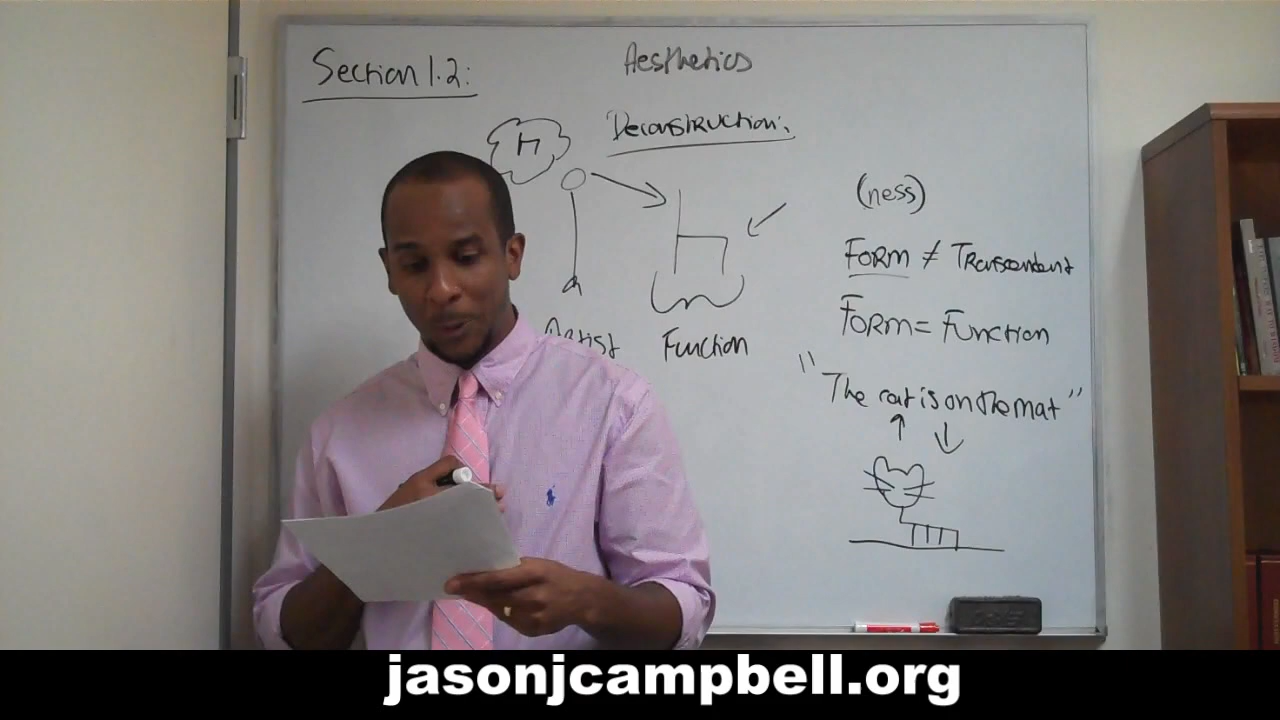 Section 1.2:
Aesthetics
Deconstruction:
(ness)
FORM ≠ Transcendent
FORM = Function
Artist
Function
"The cat is on the mat"
jasonjcampbell.org